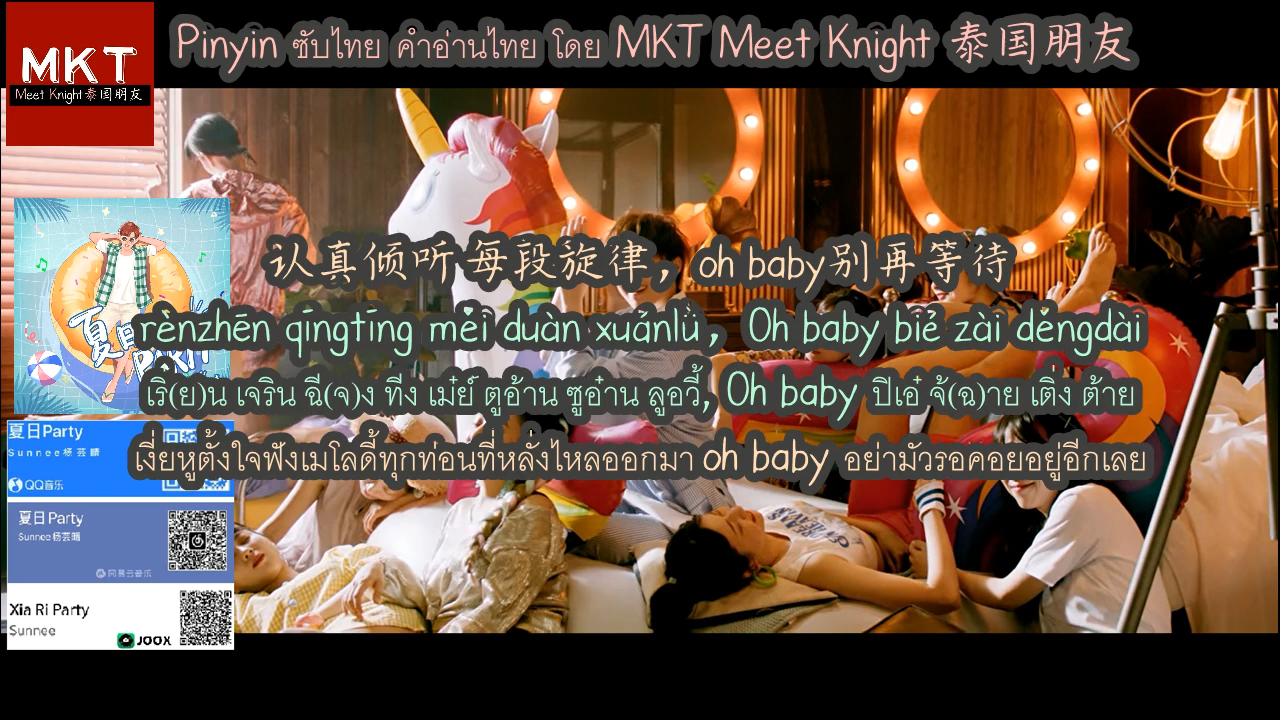 MKT
Meet Knight泰国朋友
Pinyin ซับไทย คำอ่านไทย โดย MKT Meet Knight 泰国朋友
认真倾听每段旋律，oh baby别再等待
rènzhēn qīngtīng měi duàn xuánlǜ，Oh baby bié zài děngdài
เริ่(ย)น เจริน ฉี(จ)ง ทีง เม๋ย์ ตูอ้าน ซูอ๋าน ลูอวี้, Oh baby ปิเอ๋ จ้(ฉ)าย เติ่ง ต้าย
เงี่ยหูตั้งใจฟังเมโลดี้ทุกท่อนที่หลั่งไหลออกมา oh baby อย่ามัวรอคอยอยู่อีกเลย
夏日
夏日Party
Sunnee杨芸晴
QQ音乐
夏日Party
Sunnee杨芸晴
网易云音乐
Xia Ri Party
Sunnee
JOOX